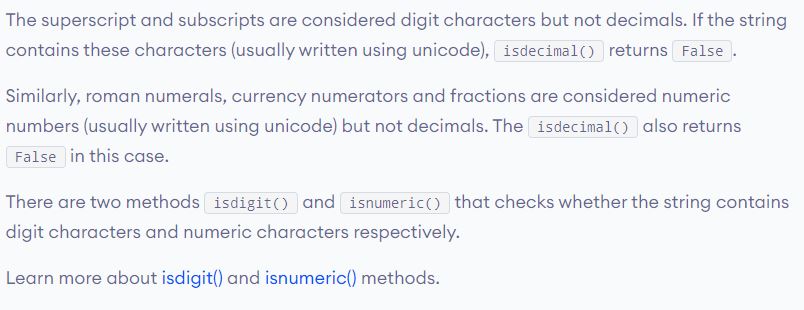 The superscript and subscripts are considered digit characters but not decimals. If the string
contains these characters (usually written using unicode), isdecimal() returns False .
Similarly, roman numerals, currency numerators and fractions are considered numeric
numbers (usually written using unicode) but not decimals. The isdecimal() also returns
False in this case.
There are two methods isdigit() and isnumeric() that checks whether the string contains
digit characters and numeric characters respectively.
Learn more about isdigit() and isnumeric() methods.